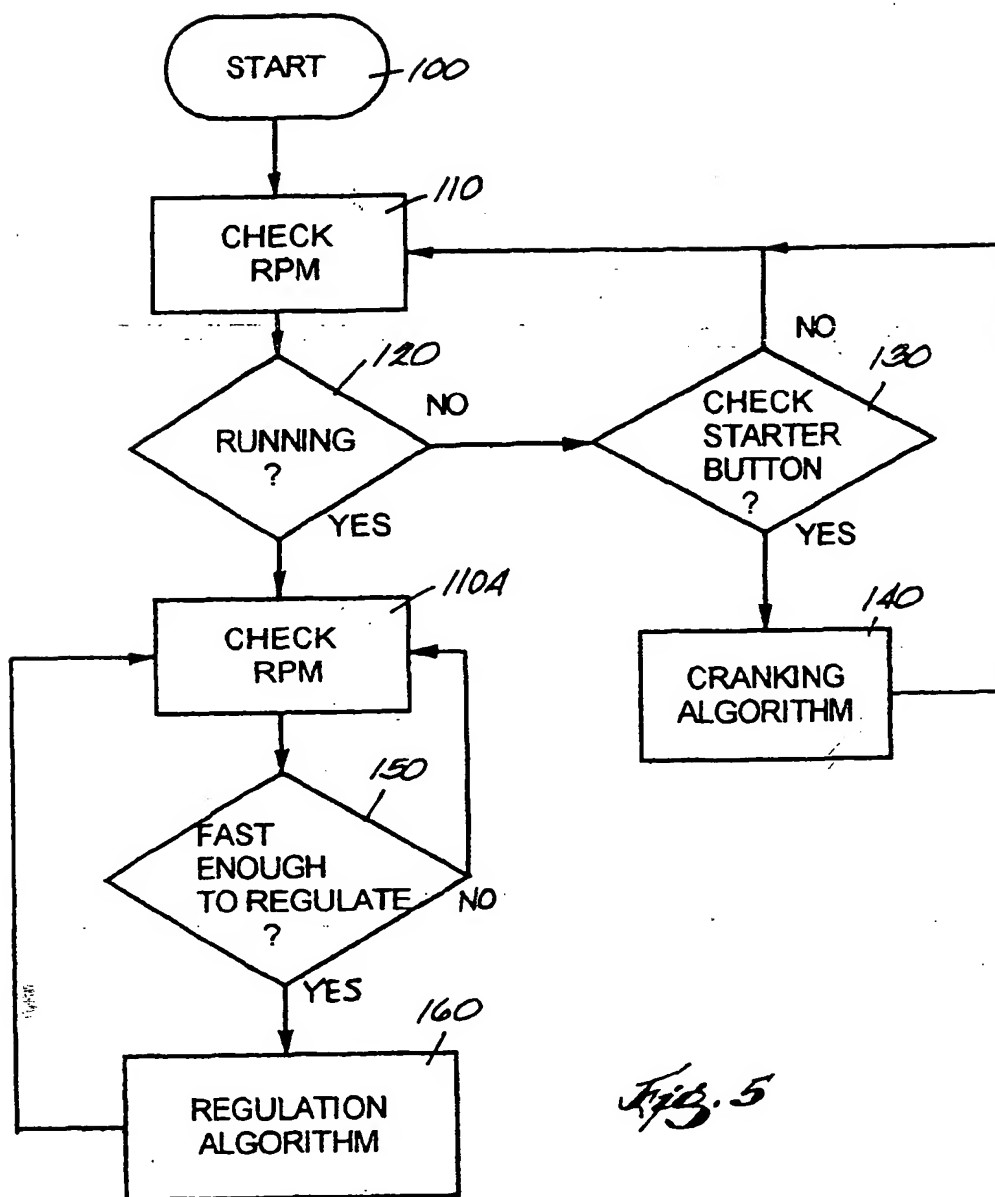 START
100
110
CHECK
RPM
120
RUNNING
?
NO
YES
NO
130
CHECK
STARTER
BUTTON
?
YES
140
CRANKING
ALGORITHM
110A
CHECK
RPM
150
FAST
ENOUGH
TO REGULATE
?
NO
YES
160
REGULATION
ALGORITHM
Fig. 5